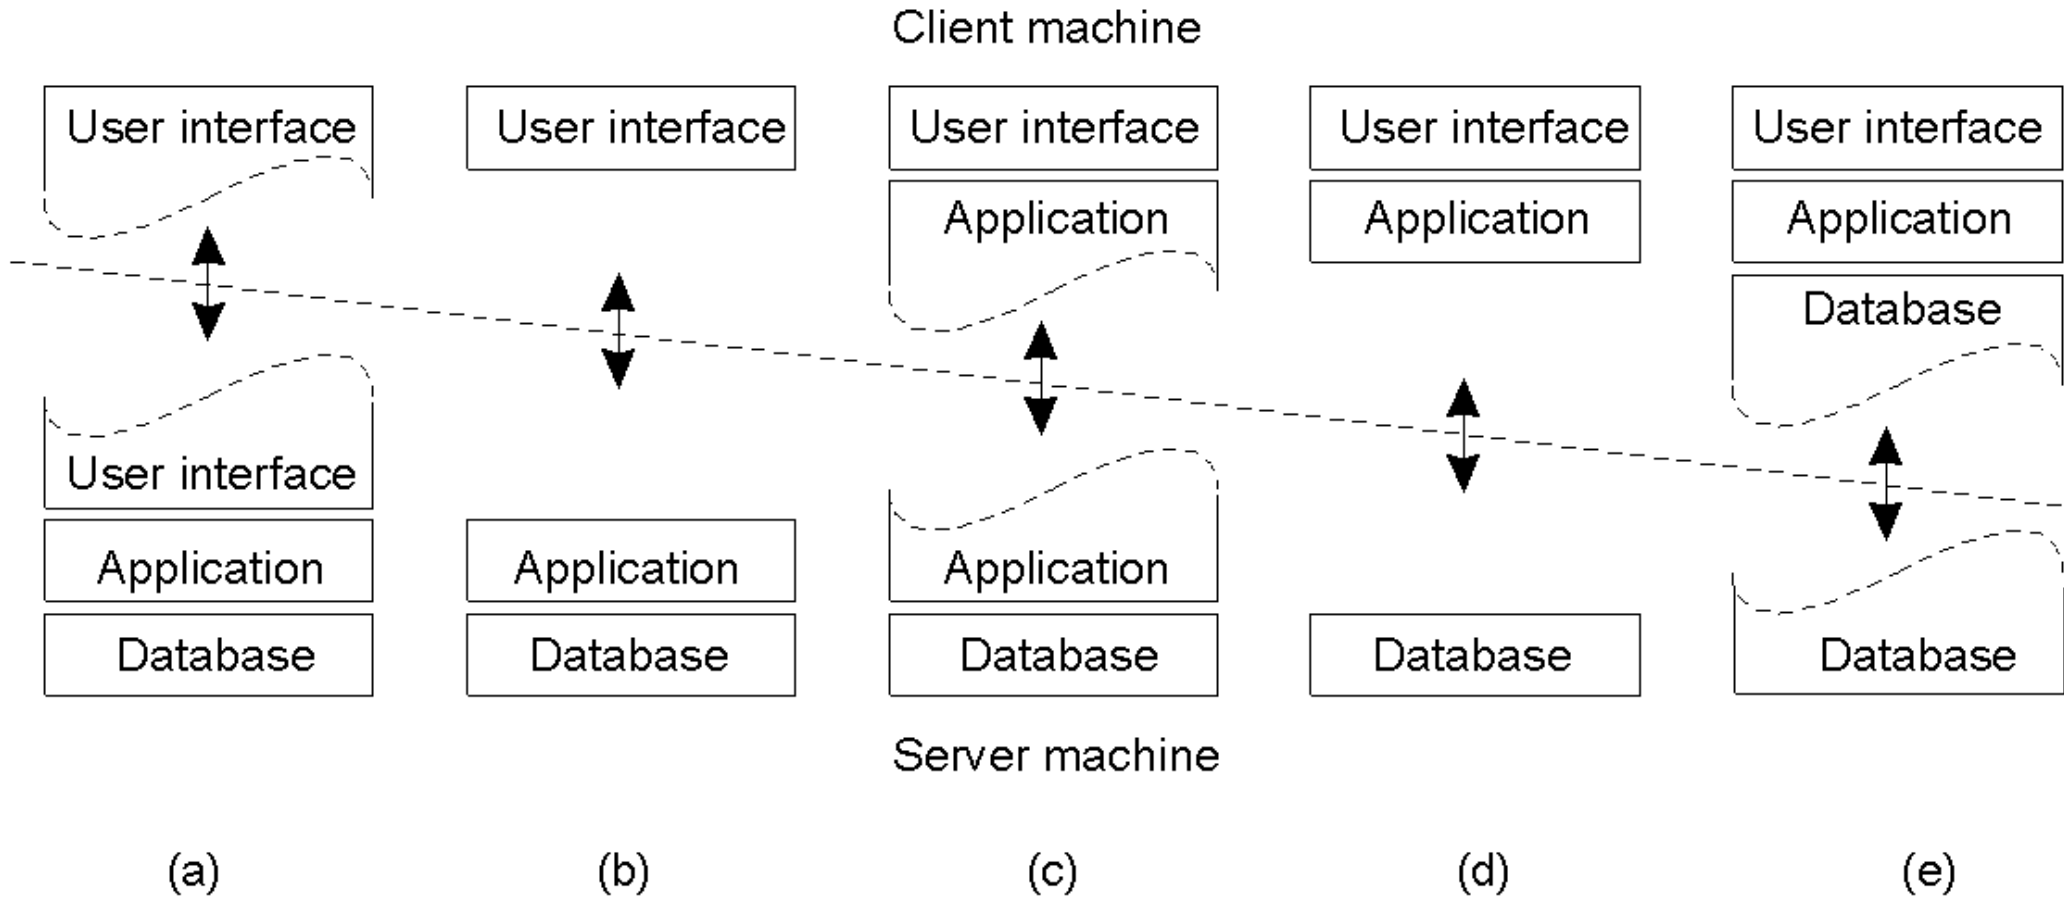 Client machine
User interface User interface User interface User interface User interface
Application Application Application
Database
User interface
Application Application Application
Database Database Database Database Database
Server machine
(a) (b) (c) (d) (e)